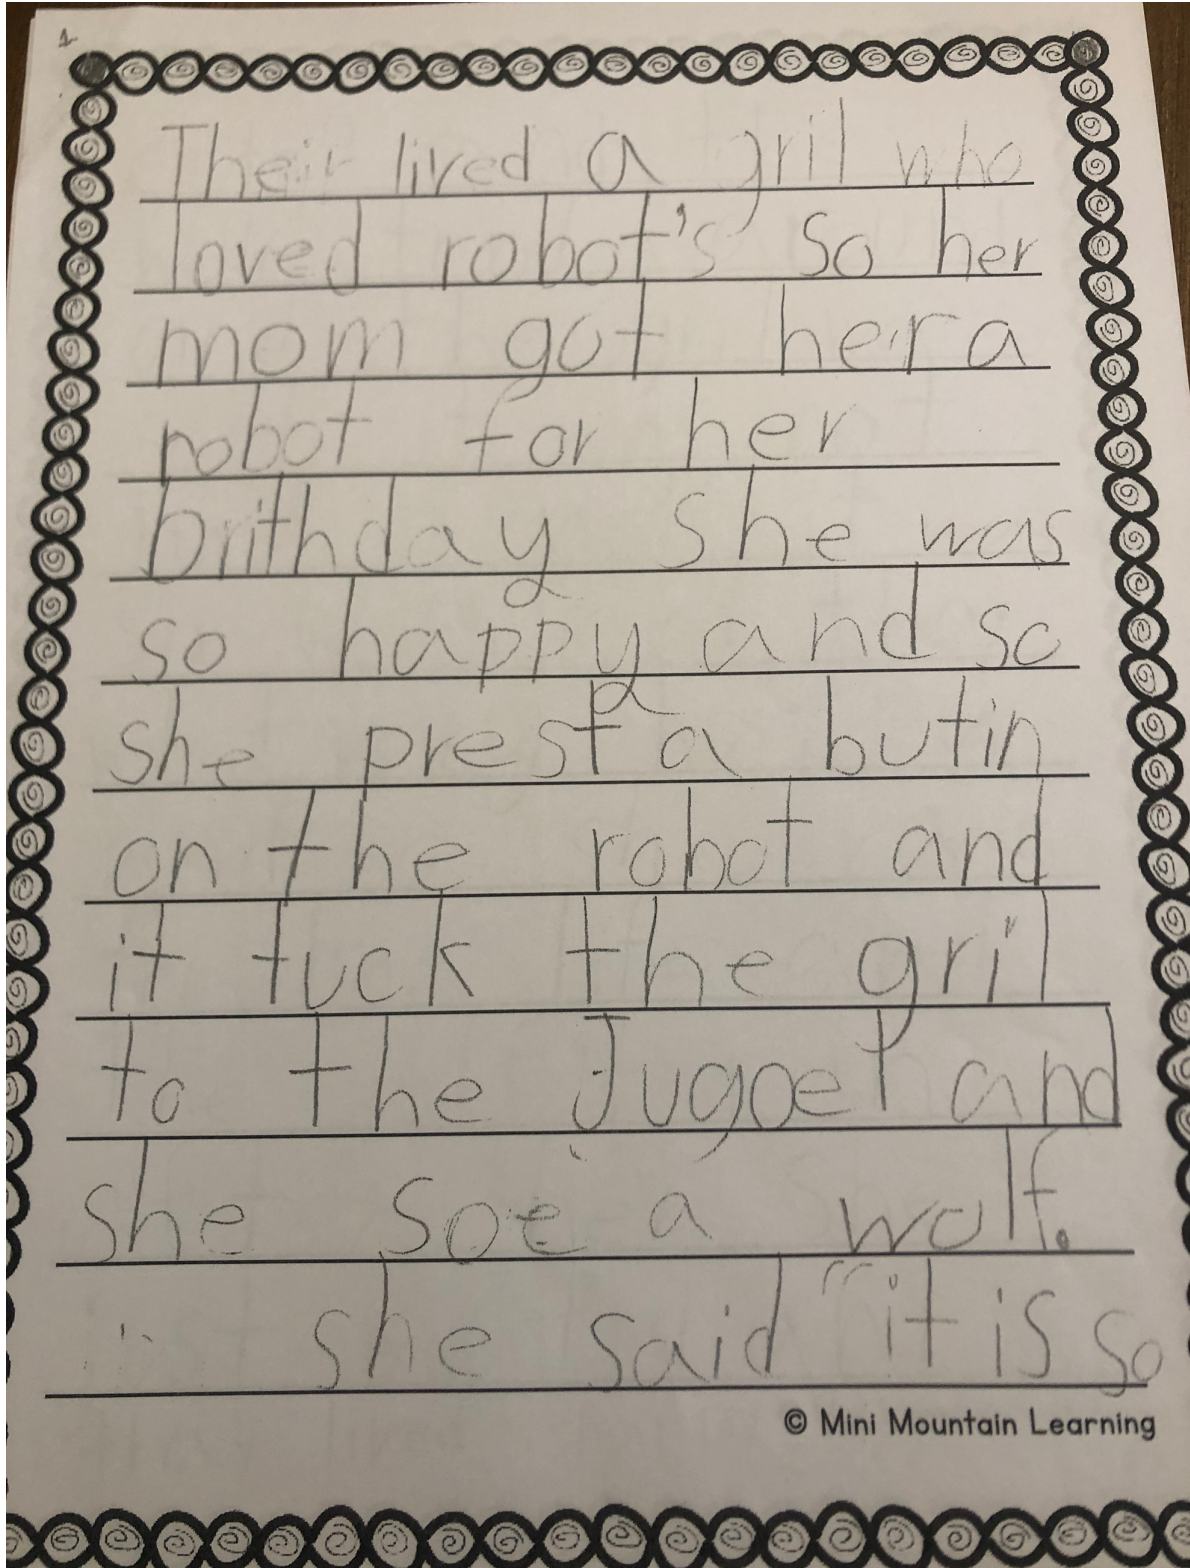 1
Their lived a gril who
loved robot's so her
mom got her a
robot for her
brithday she was
so happy and so
she prest a butin
on the robot and
it tuck the gril
to the Jugoel and
she soe a wolf.
she said "it is so
© Mini Mountain Learning